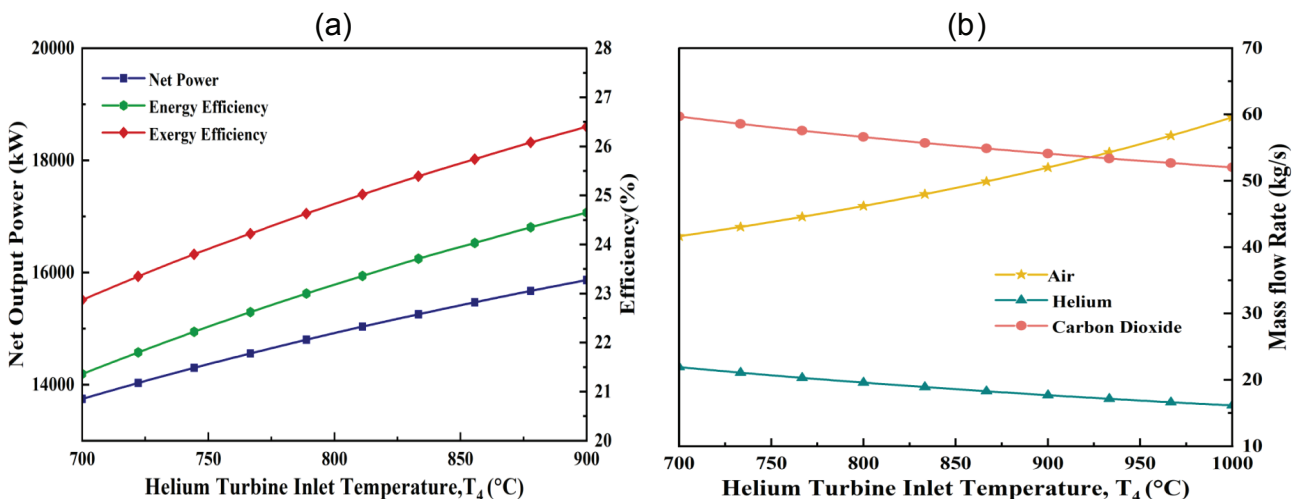 (a)
20000
18000
16000
14000
Net Output Power (kW)
Net Power
Energy Efficiency
Exergy Efficiency
28
27
26
25
24
23
22
21
20
Efficiency(%)
700 750 800 850 900
Helium Turbine Inlet Temperature,T4 (°C)
(b)
70
60
50
40
30
20
10
Mass flow Rate (kg/s)
Air
Helium
Carbon Dioxide
700 750 800 850 900 950 1000
Helium Turbine Inlet Temperature, T4 (°C)